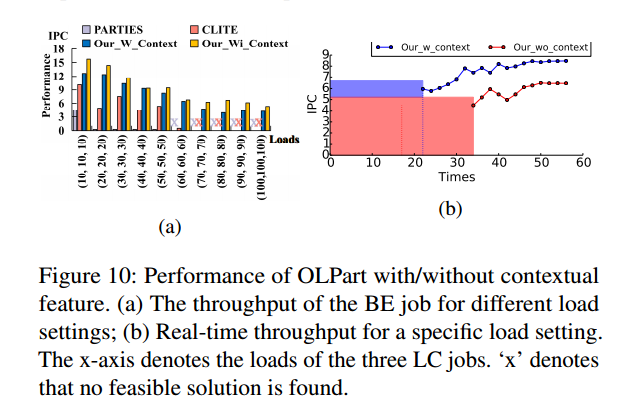 IPC
PARTIES
CLITE
Our_W_Context
Our_Wi_Context
Performance
18
15
12
9
6
3
0
(10, 10, 10)
(20, 20, 20)
(30, 30, 30)
(40, 40, 40)
(50, 50, 50)
(60, 60, 60)
(70, 70, 70)
(80, 80, 80)
(90, 90, 90)
(100,100,100)
Loads
(a)
Our_w_context
Our_wo_context
IPC
9
8
7
6
5
4
3
2
1
0
0 10 20 30 40 50 60
Times
(b)
Figure 10: Performance of OLPart with/without contextual
feature. (a) The throughput of the BE job for different load
settings; (b) Real-time throughput for a specific load setting.
The x-axis denotes the loads of the three LC jobs. ‘x’ denotes
that no feasible solution is found.